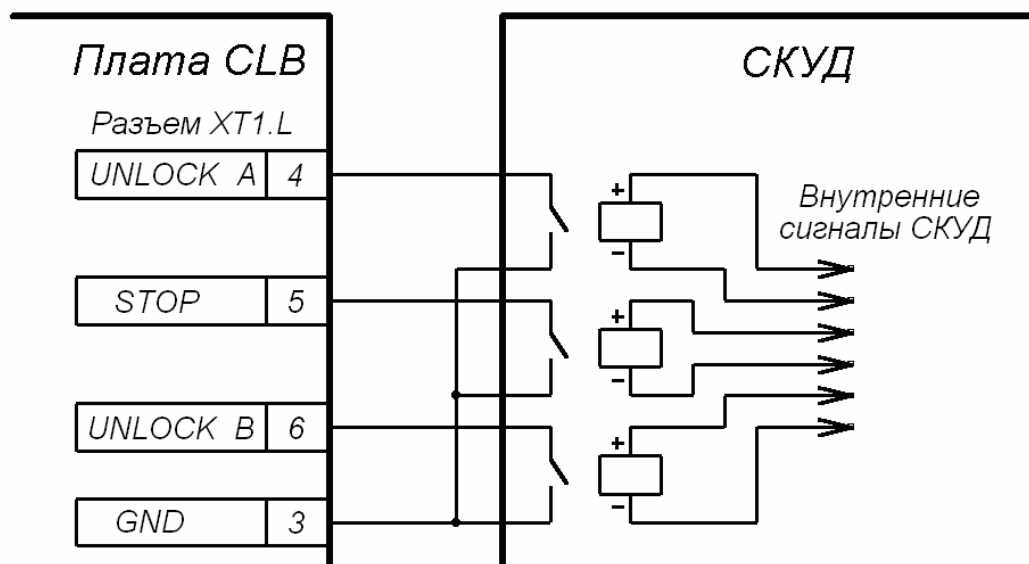 Плата CLB
СКУД
Разъем XT1.L
UNLOCK A 4
STOP 5
UNLOCK B 6
GND 3
+
−
+
−
+
−
Внутренние
сигналы СКУД